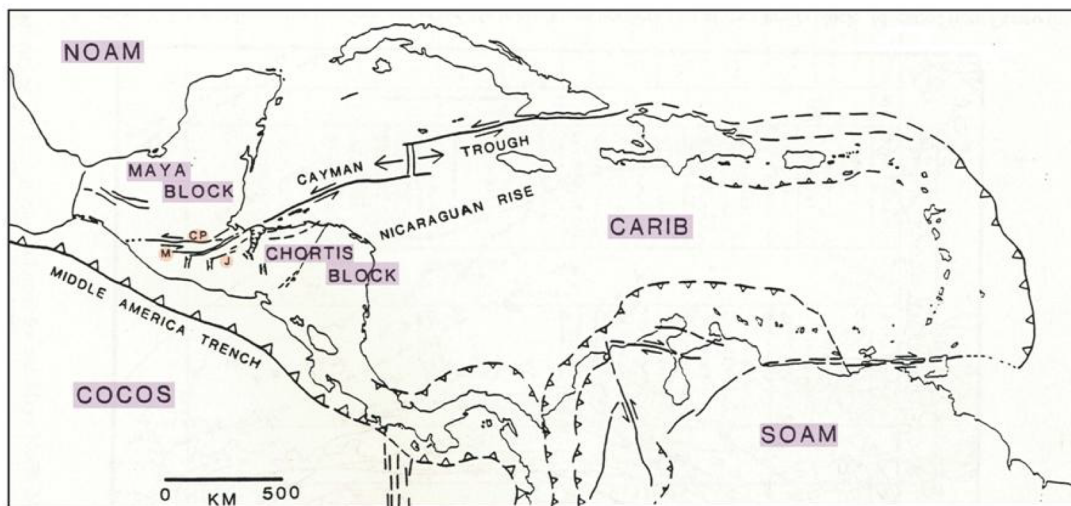 NOAM
MAYA
BLOCK
CAYMAN
TROUGH
NICARAGUAN RISE
CARIB
CP
M
J
CHORTIS
BLOCK
MIDDLE AMERICA TRENCH
COCOS
SOAM
0 500
KM